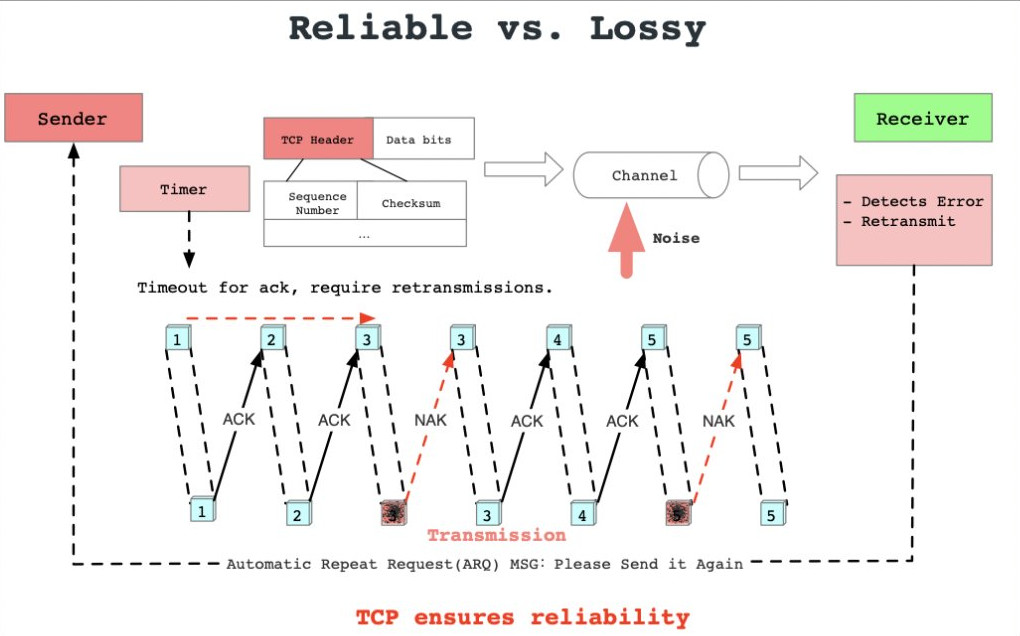 Reliable vs. Lossy
Sender
Receiver
TCP Header
Data bits
Timer
Sequence
Number
Checksum
...
Channel
- Detects Error
- Retransmit
Noise
Timeout for ack, require retransmissions.
1
2
3
3
4
5
5
ACK
ACK
NAK
ACK
ACK
NAK
1
2
3
3
4
5
5
Transmission
Automatic Repeat Request(ARQ) MSG: Please Send it Again
TCP ensures reliability